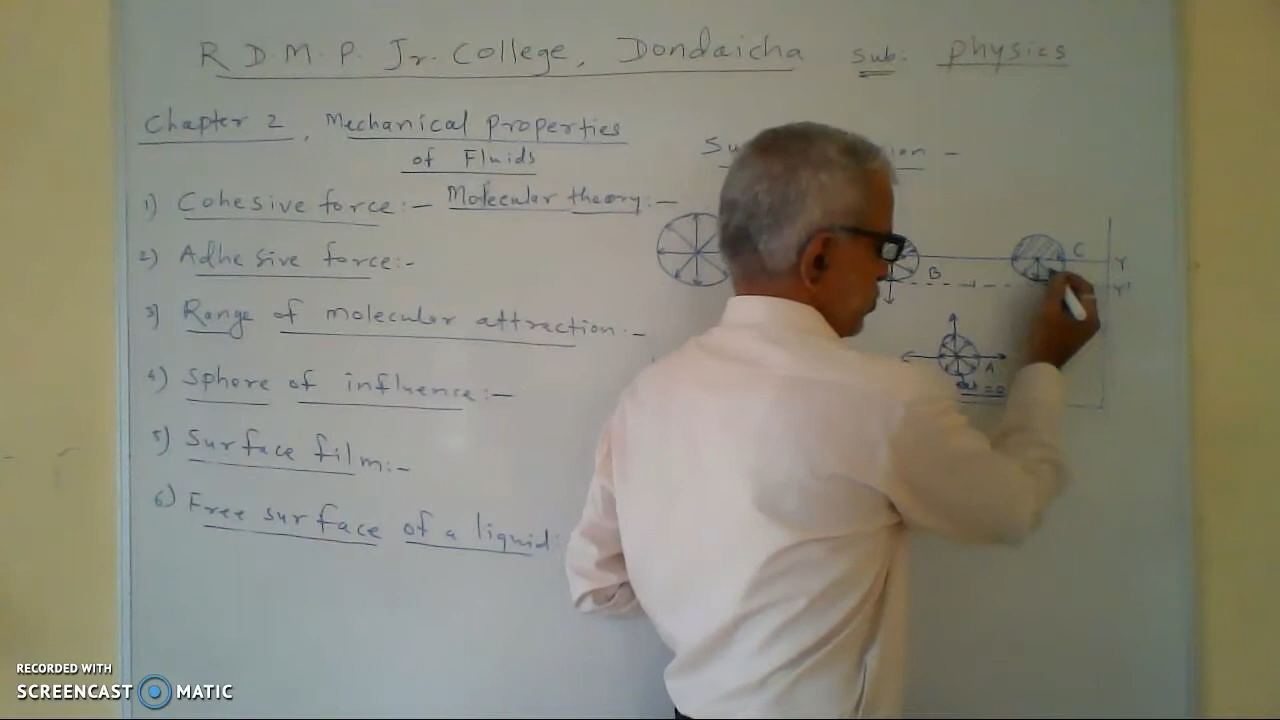 R D.M.P. Jr. College, Dondaicha sub: physics
Chapter 2, Mechanical properties
of Fluids
1) Cohesive force:- Molecular theory:-
2) Adhesive force:-
3) Range of molecular attraction:-
4) Sphere of influence:-
5) Surface film:-
6) Free surface of a liquid:
C
Y
B
Y'
A
RECORDED WITH
SCREENCAST MATIC